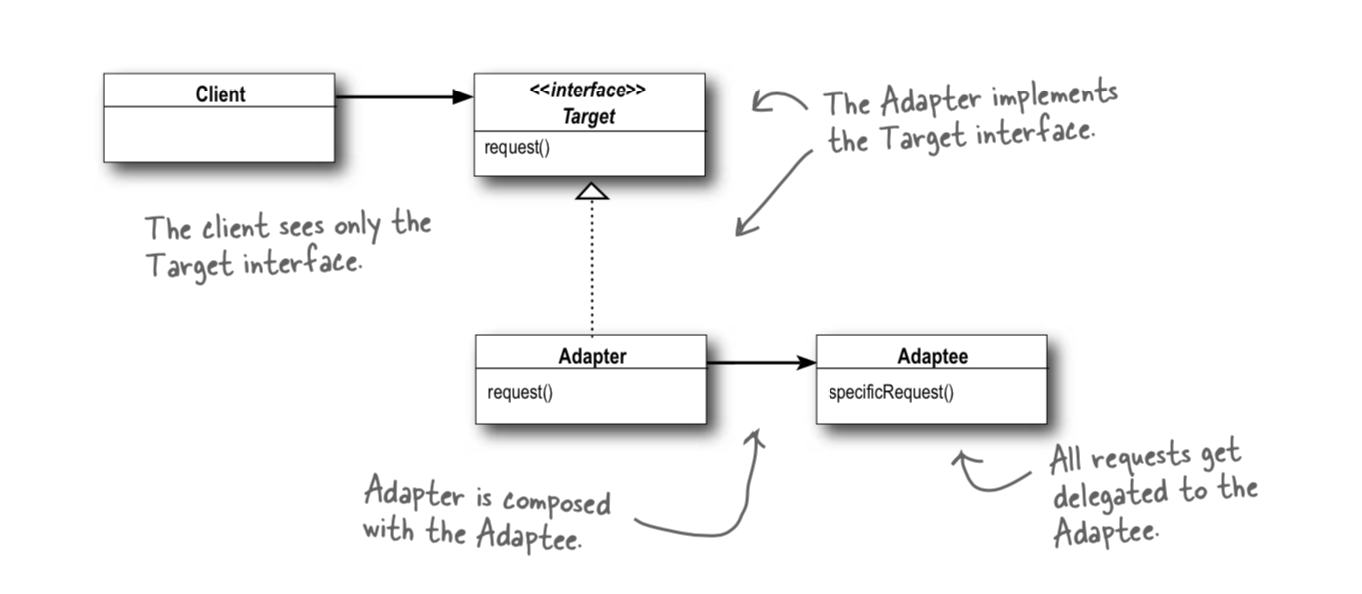 Client
<<interface>>
Target
request()
The Adapter implements
the Target interface.
The client sees only the
Target interface.
Adapter
request()
Adaptee
specificRequest()
Adapter is composed
with the Adaptee.
All requests get
delegated to the
Adaptee.